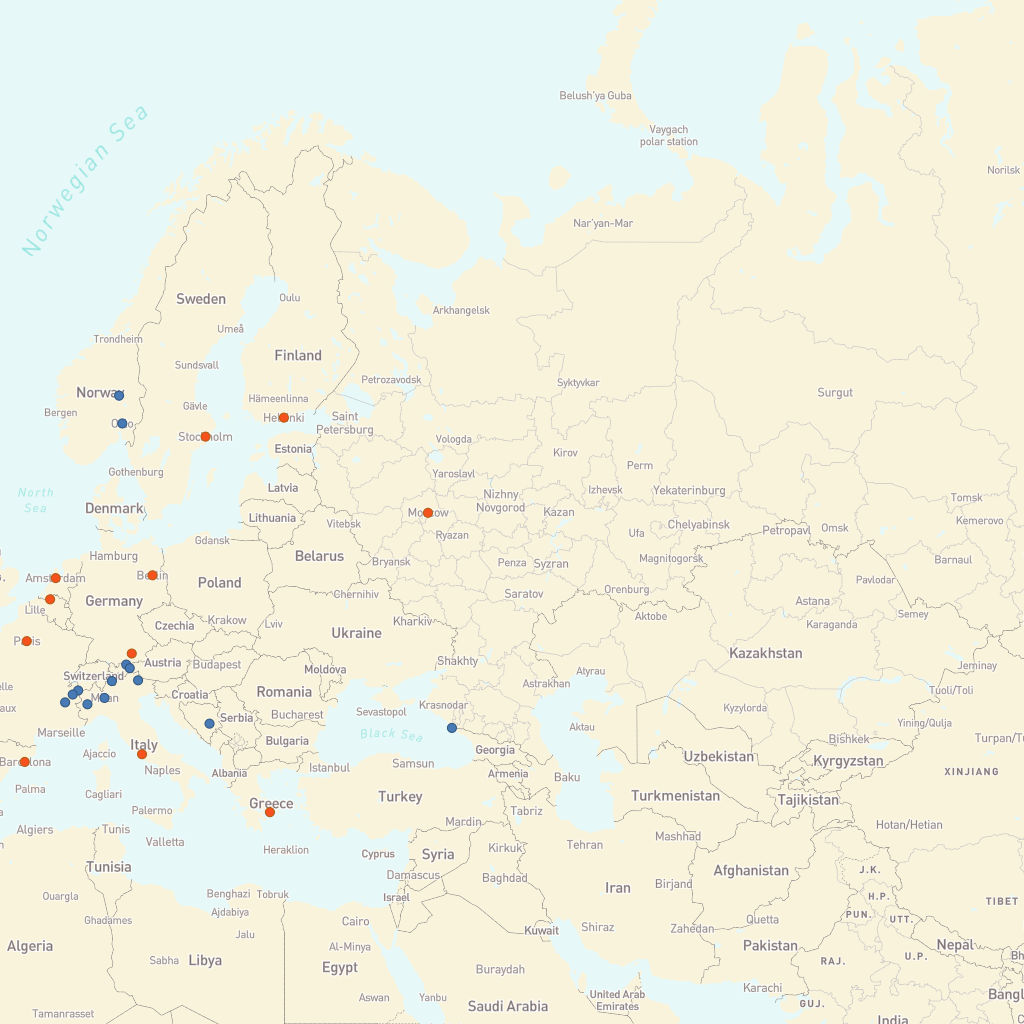 Belush'ya Guba
Vaygach
polar station
Norwegian Sea
Norilsk
Nar'yan-Mar
Sweden
Oulu
Arkhangelsk
Umeå
Trondheim
Finland
Sundsvall
Petrozavodsk
Syktyvkar
Surgut
Norway
Hämeenlinna
Bergen
Gävle
Oslo
Helsinki
Saint
Petersburg
Stockholm
Vologda
Estonia
Kirov
Perm
Gothenburg
Yaroslavl
Latvia
Izhevsk
Yekaterinburg
North
Sea
Nizhny
Novgorod
Tomsk
Denmark
Moscow
Kazan
Lithuania
Vitebsk
Chelyabinsk
Kemerovo
Petropavl
Omsk
Ryazan
Ufa
Gdansk
Hamburg
Belarus
Bryansk
Penza
Syzran
Magnitogorsk
Barnaul
Amsterdam
Berlin
Poland
Pavlodar
Orenburg
Chernihiv
Saratov
Germany
Astana
Lille
Semey
Aktobe
Krakow
Lviv
Kharkiv
Czechia
Karaganda
Ukraine
Paris
Kazakhstan
Austria
Budapest
Shakhty
Moldova
Jeminay
Switzerland
Atyrau
Astrakhan
Romania
Tüoli/Toli
Croatia
Milan
Krasnodar
Kyzylorda
Sevastopol
Bucharest
Serbia
Yining/Qulja
Aktau
Marseille
Black Sea
Bishkek
Bulgaria
Italy
Georgia
Uzbekistan
Kyrgyzstan
Ajaccio
Barcelona
Samsun
Istanbul
Naples
Albania
Armenia
Baku
XINJIANG
Palma
Cagliari
Turkey
Turkmenistan
Tajikistan
Greece
Palermo
Tabriz
Mardin
Hotan/Hetian
Algiers
Tunis
Valletta
Mashhad
Tehran
Heraklion
Cyprus
Syria
Kirkuk
Tunisia
J.K.
Afghanistan
Damascus
Baghdad
Iran
Birjand
Ouargla
Benghazi
Tobruk
Israel
H.P.
TIBET
Ajdabiya
PUN.
UTT.
Ghadames
Cairo
Quetta
Shiraz
Zahedan
Kuwait
Jalu
Algeria
Al-Minya
Pakistan
Nepal
U.P.
Sabha
Libya
RAJ.
Egypt
Buraydah
Karachi
Aswan
Yanbu
United Arab
Emirates
GUJ.
Saudi Arabia
Tamanrasset
India